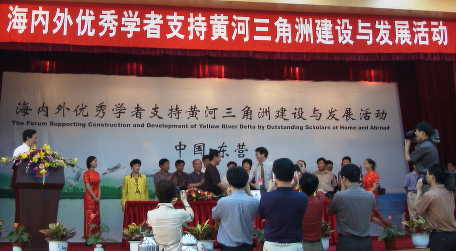 海内外优秀学者支持黄河三角洲建设与发展活动
海内外优秀学者支持黄河三角洲建设与发展活动
The Forum Supporting Construction and Development of Yellow River Delta by Outstanding Scholars at Home and Abroad
中国·东营